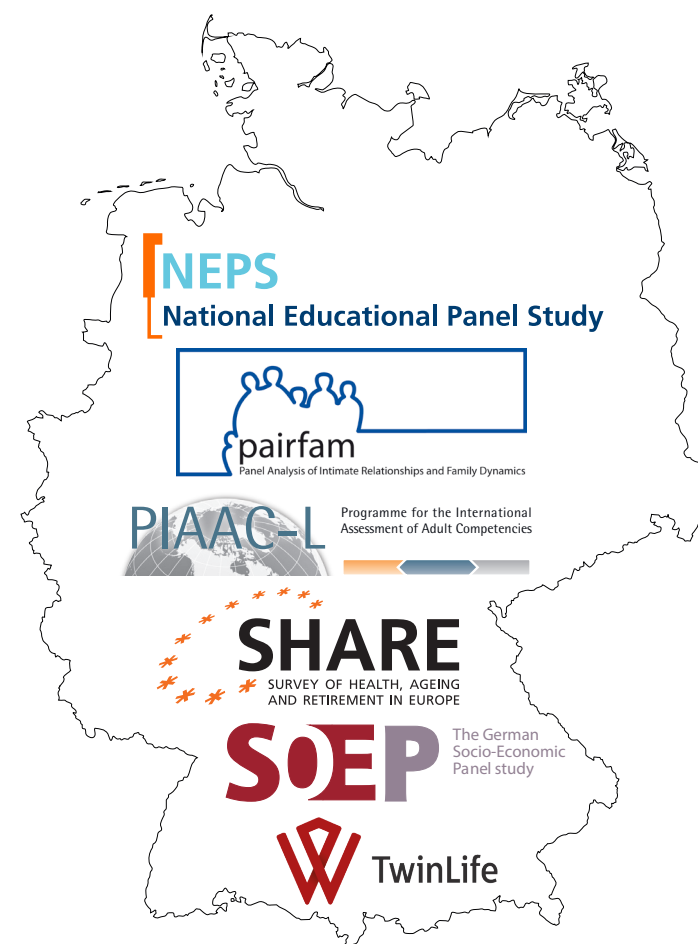 NEPS
National Educational Panel Study
pairfam
Panel Analysis of Intimate Relationships and Family Dynamics
PIAAC-L
Programme for the International
Assessment of Adult Competencies
SHARE
SURVEY OF HEALTH, AGEING
AND RETIREMENT IN EUROPE
SOEP
The German
Socio-Economic
Panel study
TwinLife